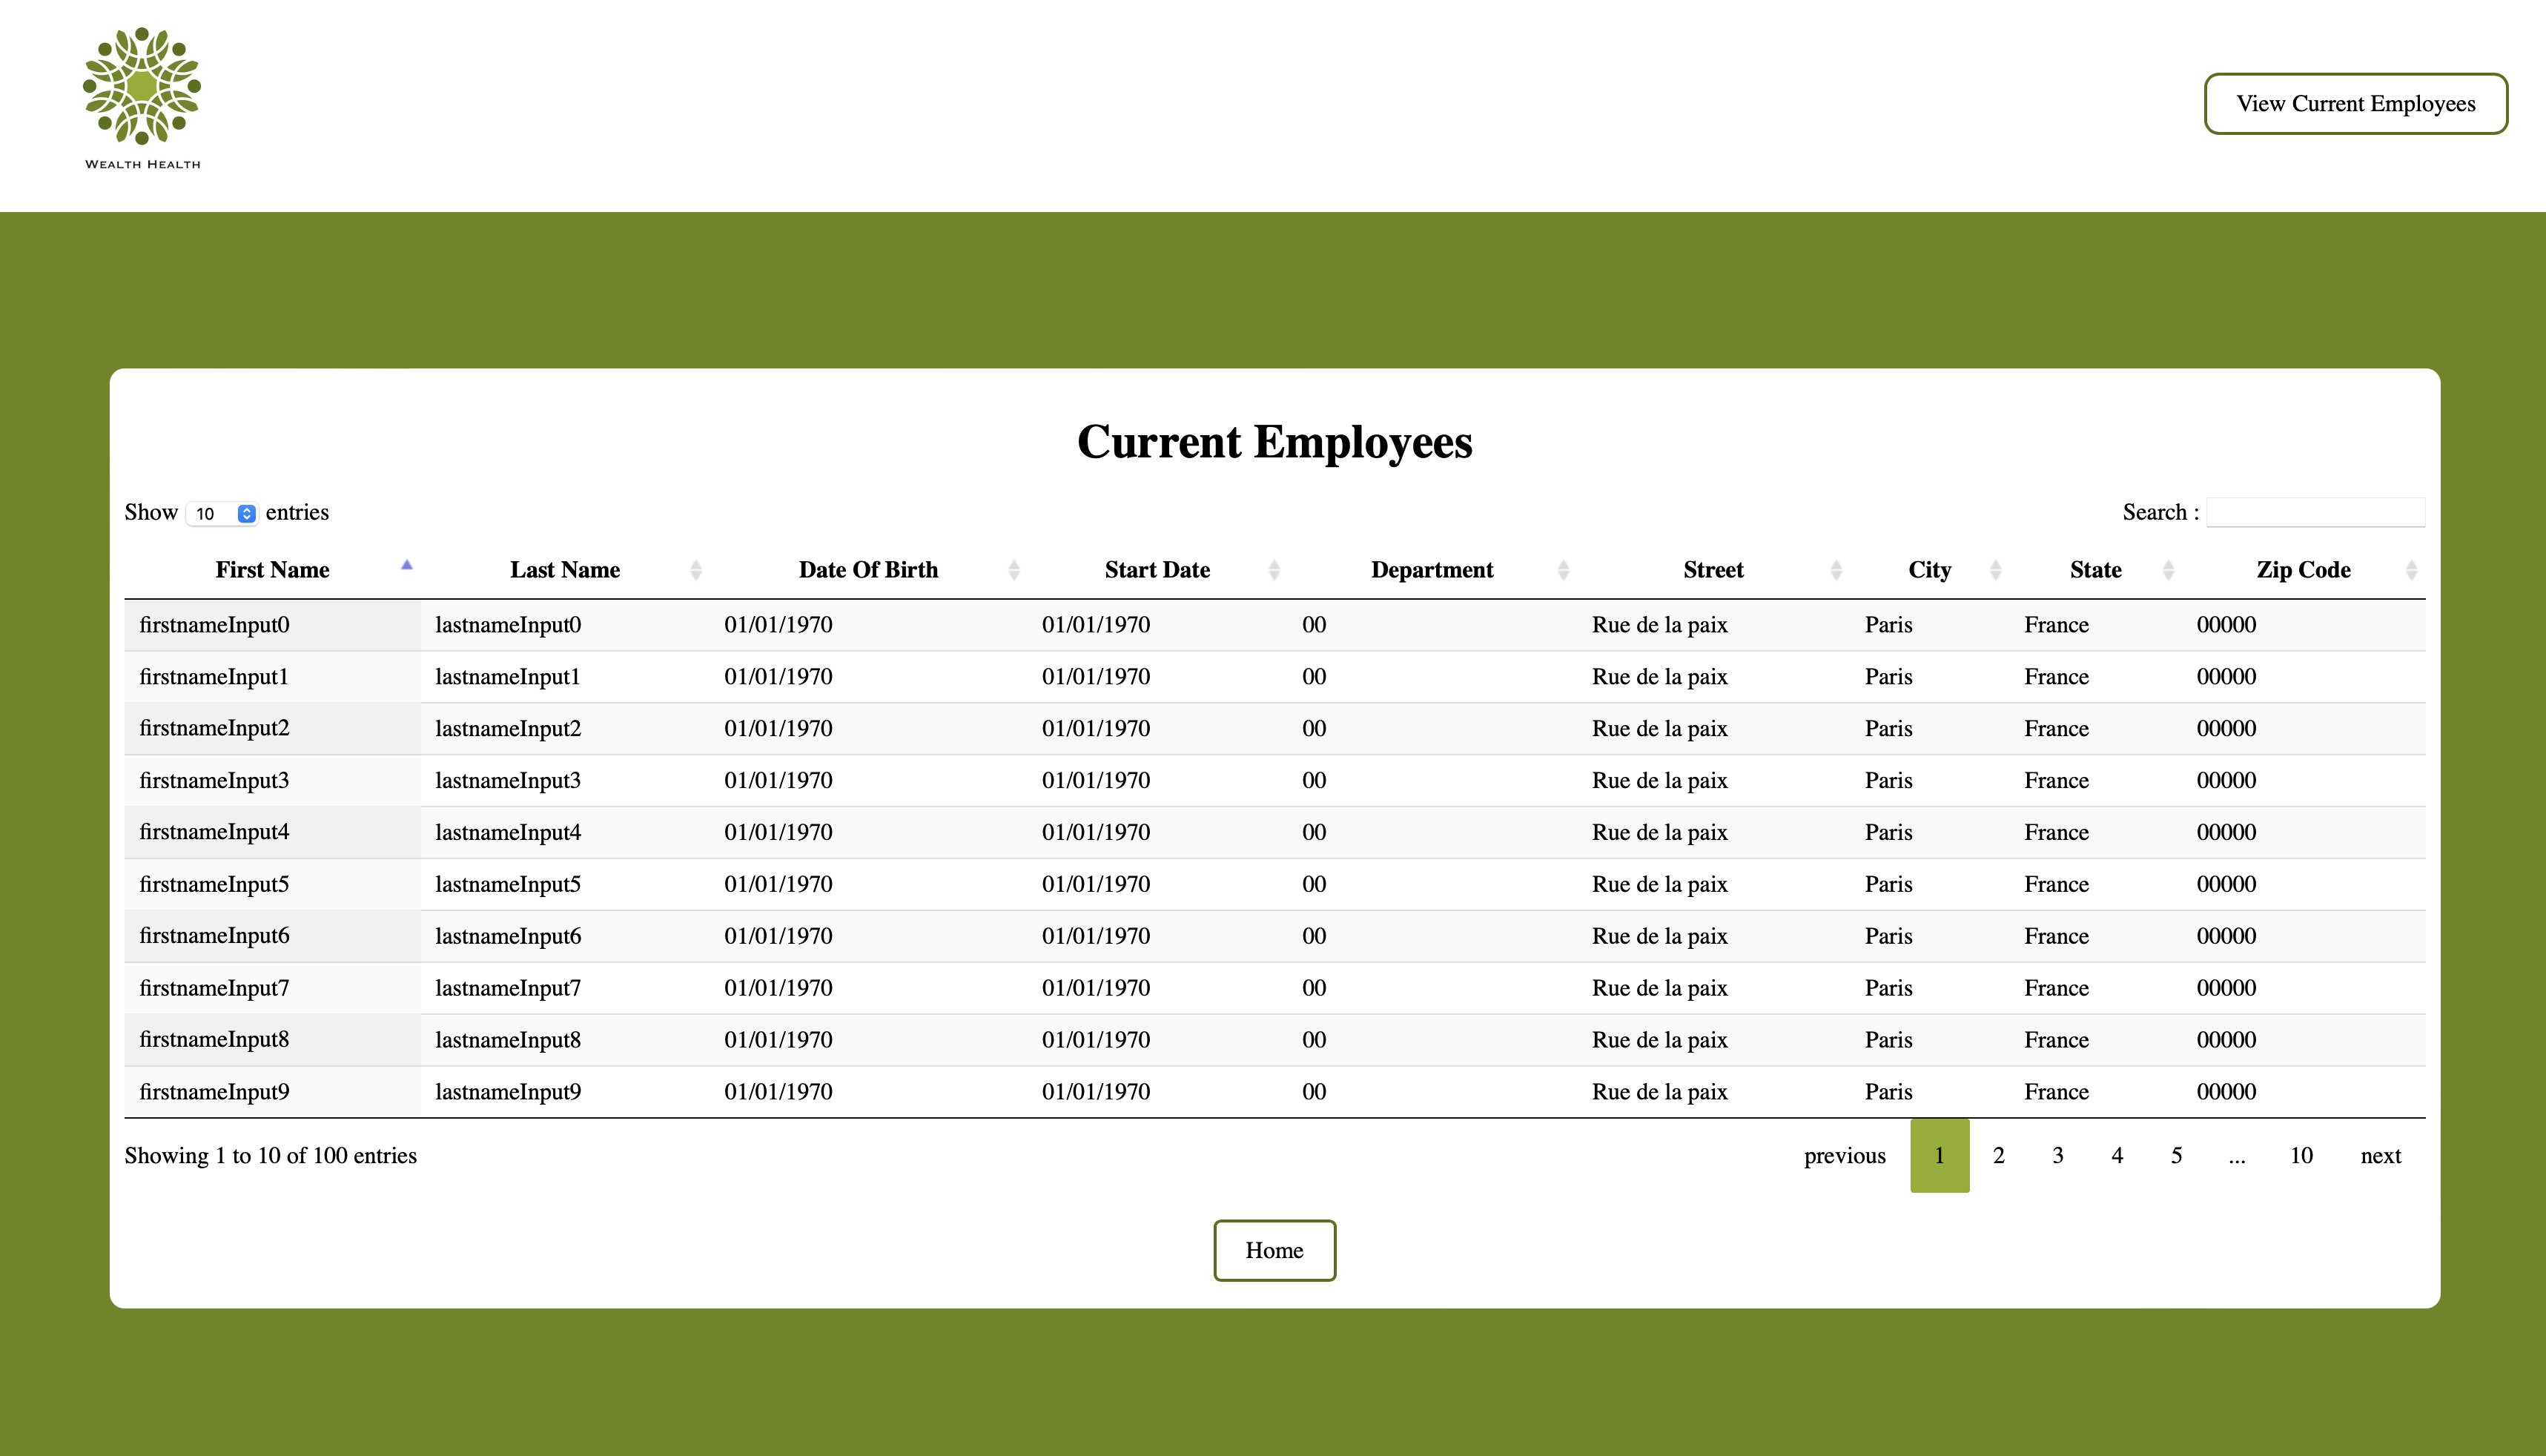 WEALTH HEALTH
View Current Employees
Current Employees
Show 10 entries
Search :
First Name Last Name Date Of Birth Start Date Department Street City State Zip Code
firstnameInput0 lastnameInput0 01/01/1970 01/01/1970 00 Rue de la paix Paris France 00000
firstnameInput1 lastnameInput1 01/01/1970 01/01/1970 00 Rue de la paix Paris France 00000
firstnameInput2 lastnameInput2 01/01/1970 01/01/1970 00 Rue de la paix Paris France 00000
firstnameInput3 lastnameInput3 01/01/1970 01/01/1970 00 Rue de la paix Paris France 00000
firstnameInput4 lastnameInput4 01/01/1970 01/01/1970 00 Rue de la paix Paris France 00000
firstnameInput5 lastnameInput5 01/01/1970 01/01/1970 00 Rue de la paix Paris France 00000
firstnameInput6 lastnameInput6 01/01/1970 01/01/1970 00 Rue de la paix Paris France 00000
firstnameInput7 lastnameInput7 01/01/1970 01/01/1970 00 Rue de la paix Paris France 00000
firstnameInput8 lastnameInput8 01/01/1970 01/01/1970 00 Rue de la paix Paris France 00000
firstnameInput9 lastnameInput9 01/01/1970 01/01/1970 00 Rue de la paix Paris France 00000
Showing 1 to 10 of 100 entries
previous 1 2 3 4 5 ... 10 next
Home